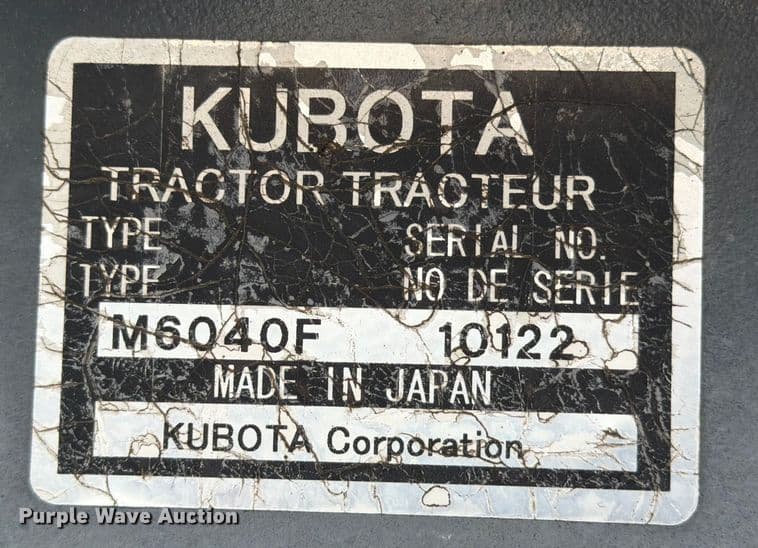 KUBOTA
TRACTOR TRACTEUR
TYPE SERIAL NO.
TYPE NO DE SERIE
M6040F 10122
MADE IN JAPAN
KUBOTA Corporation
Purple Wave Auction